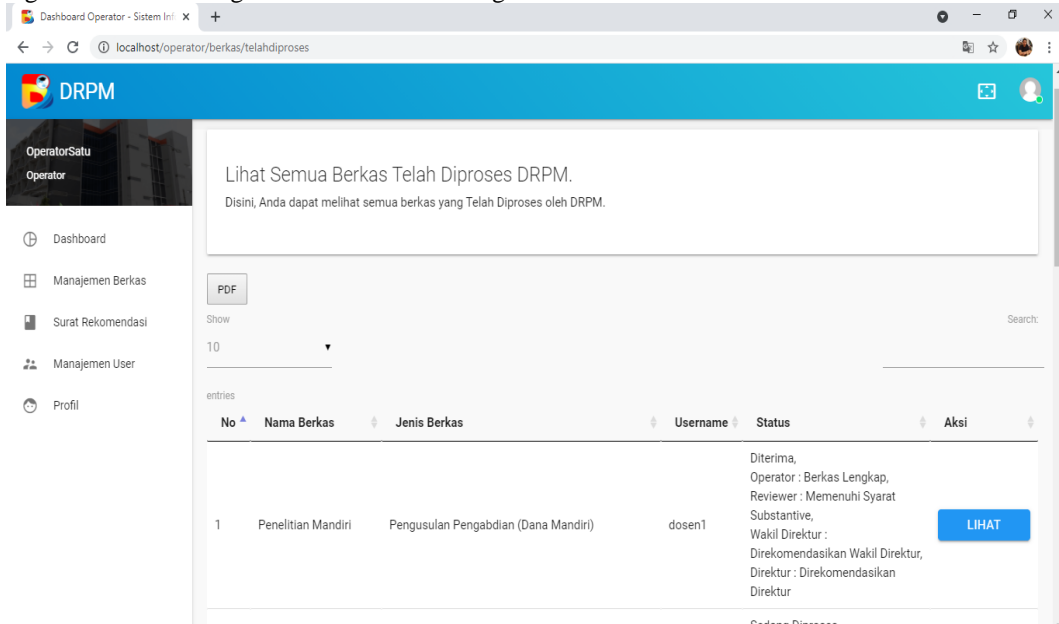 Dashboard Operator - Sistem Inf
localhost/operator/berkas/telahdiproses
DRPM
OperatorSatu
Operator
Dashboard
Manajemen Berkas
Surat Rekomendasi
Manajemen User
Profil
Lihat Semua Berkas Telah Diproses DRPM.
Disini, Anda dapat melihat semua berkas yang Telah Diproses oleh DRPM.
PDF
Show
Search:
10
entries
No Nama Berkas Jenis Berkas Username Status Aksi
Diterima,
Operator : Berkas Lengkap,
Reviewer : Memenuhi Syarat
Substantive,
1 Penelitian Mandiri Pengusulan Pengabdian (Dana Mandiri) dosen1 LIHAT
Wakil Direktur :
Direkomendasikan Wakil Direktur,
Direktur : Direkomendasikan
Direktur